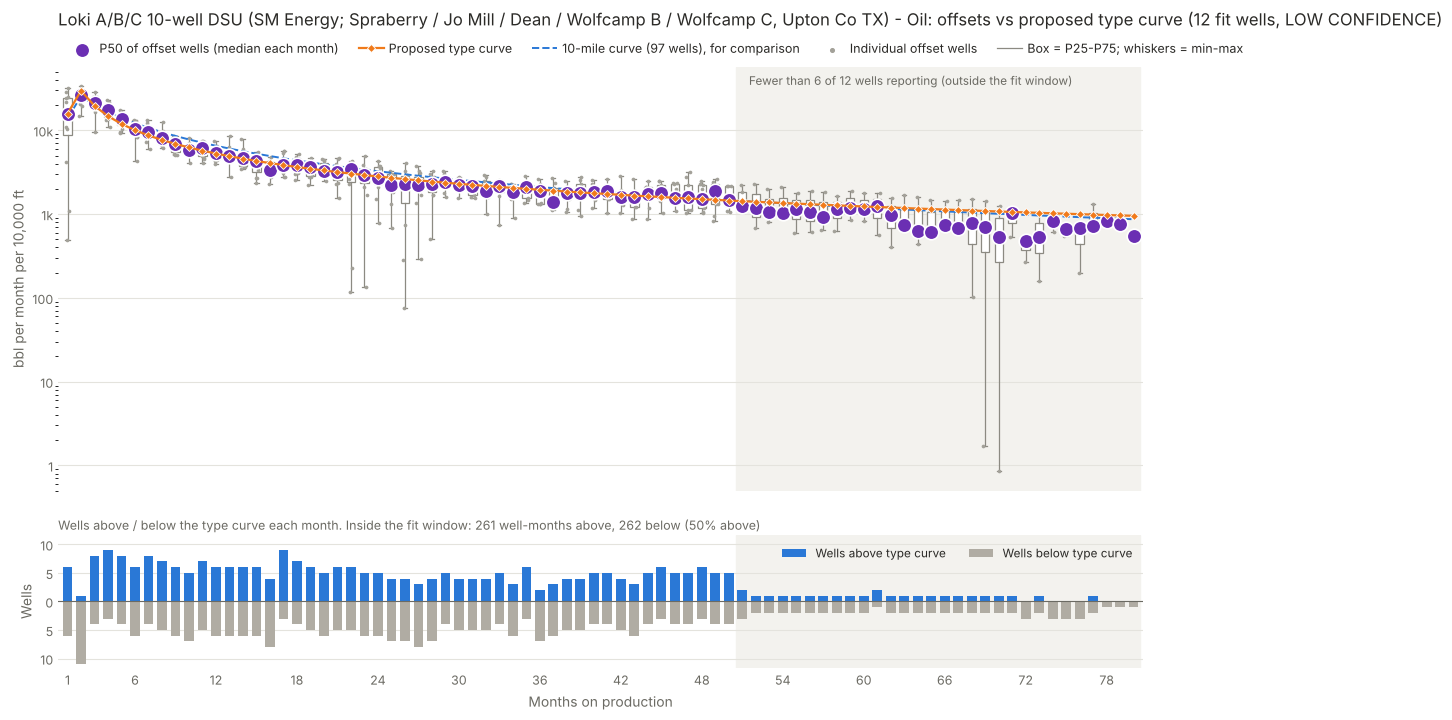 Loki A/B/C 10-well DSU (SM Energy; Spraberry / Jo Mill / Dean / Wolfcamp B / Wolfcamp C, Upton Co TX) - Oil: offsets vs proposed type curve (12 fit wells, LOW CONFIDENCE)
P50 of offset wells (median each month) Proposed type curve 10-mile curve (97 wells), for comparison Individual offset wells Box = P25-P75; whiskers = min-max
Fewer than 6 of 12 wells reporting (outside the fit window)
bbl per month per 10,000 ft
10k
1k
100
10
1
Wells above / below the type curve each month. Inside the fit window: 261 well-months above, 262 below (50% above)
Wells above type curve Wells below type curve
Wells
10
5
0
5
10
1 6 12 18 24 30 36 42 48 54 60 66 72 78
Months on production